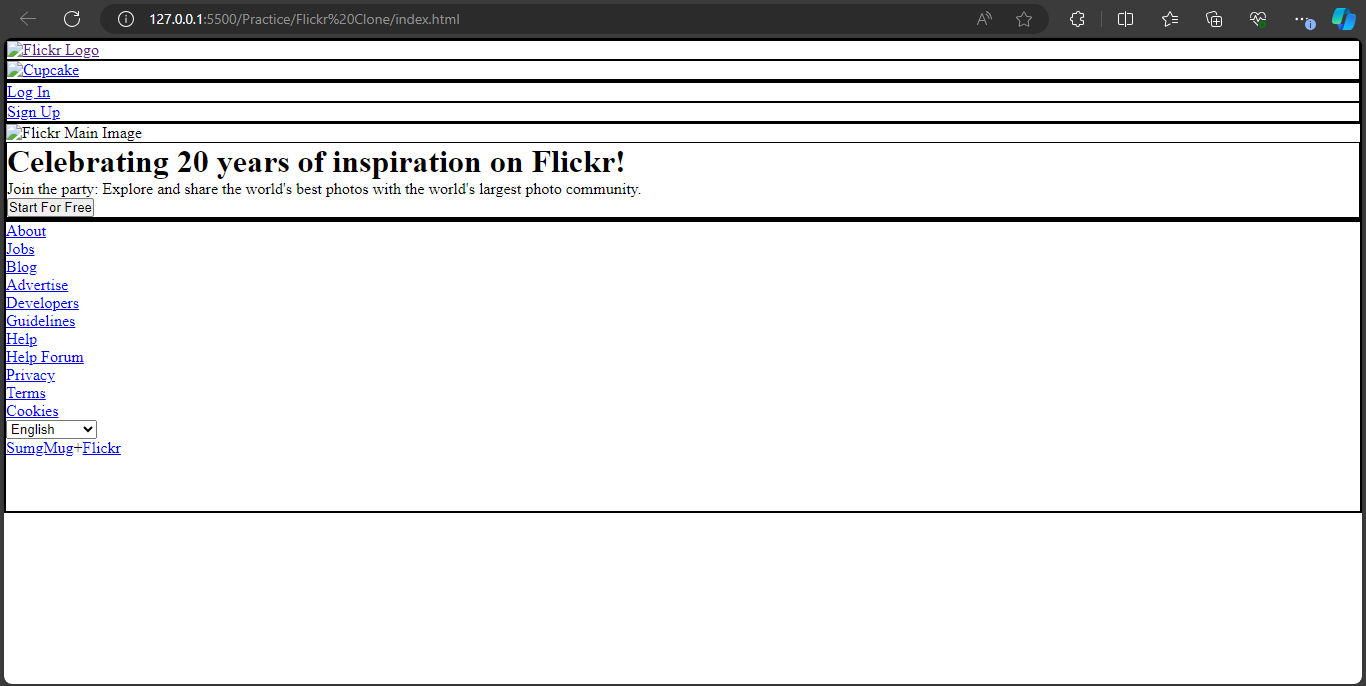 127.0.0.1:5500/Practice/Flickr%20Clone/index.html
Flickr Logo
Cupcake
Log In
Sign Up
Flickr Main Image
Celebrating 20 years of inspiration on Flickr!
Join the party: Explore and share the world's best photos with the world's largest photo community.
Start For Free
About
Jobs
Blog
Advertise
Developers
Guidelines
Help
Help Forum
Privacy
Terms
Cookies
English
SumgMug+Flickr